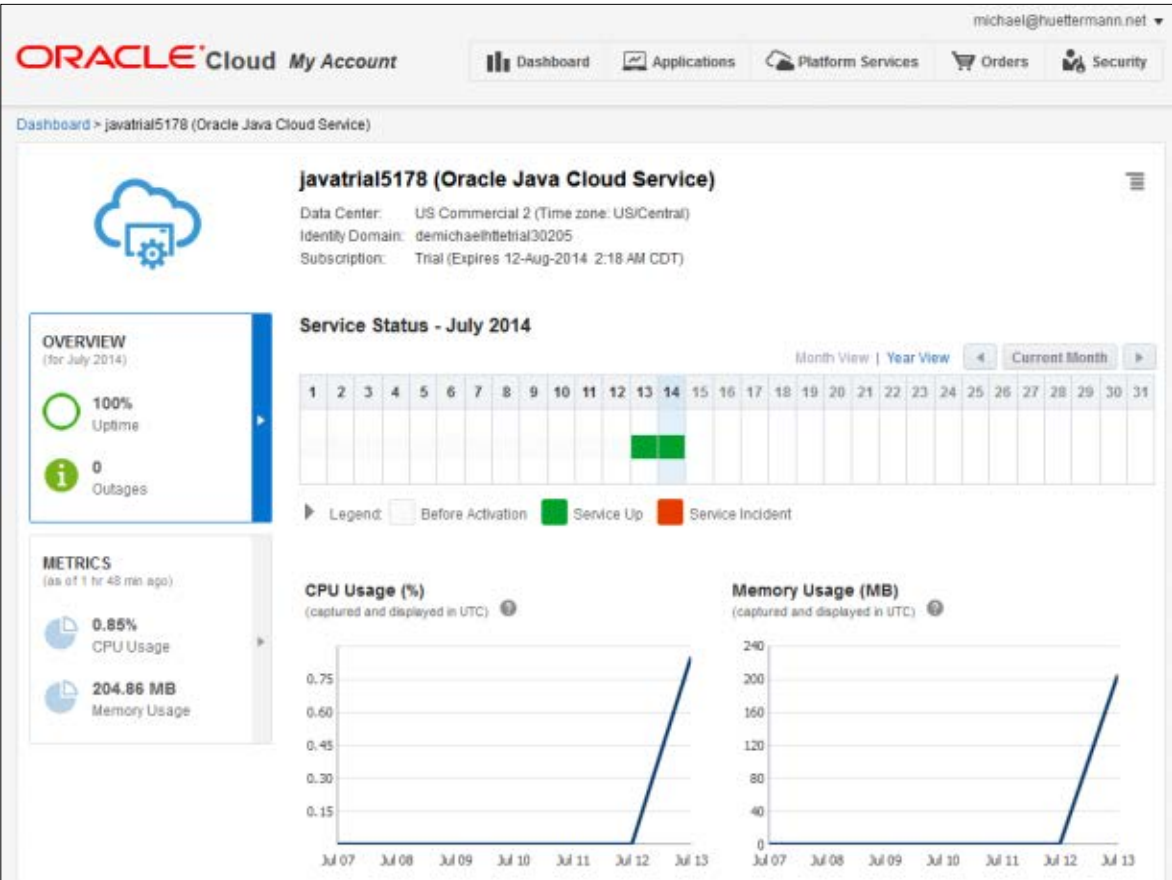 michael@huettermann.net
ORACLE Cloud My Account
Dashboard Applications Platform Services Orders Security
Dashboard > javatrial5178 (Oracle Java Cloud Service)
javatrial5178 (Oracle Java Cloud Service)
Data Center: US Commercial 2 (Time zone: US/Central)
Identity Domain: demichaelhttetrial30205
Subscription: Trial (Expires 12-Aug-2014 2:18 AM CDT)
OVERVIEW
(for July 2014)
100%
Uptime
0
Outages
METRICS
(as of 1 hr 48 min ago)
0.85%
CPU Usage
204.86 MB
Memory Usage
Service Status - July 2014
Month View | Year View Current Month
1 2 3 4 5 6 7 8 9 10 11 12 13 14 15 16 17 18 19 20 21 22 23 24 25 26 27 28 29 30 31
Legend: Before Activation Service Up Service Incident
CPU Usage (%)
(captured and displayed in UTC)
0.75
0.60
0.45
0.30
0.15
Jul 07 Jul 08 Jul 09 Jul 10 Jul 11 Jul 12 Jul 13
Memory Usage (MB)
(captured and displayed in UTC)
240
200
160
120
80
40
0
Jul 07 Jul 08 Jul 09 Jul 10 Jul 11 Jul 12 Jul 13